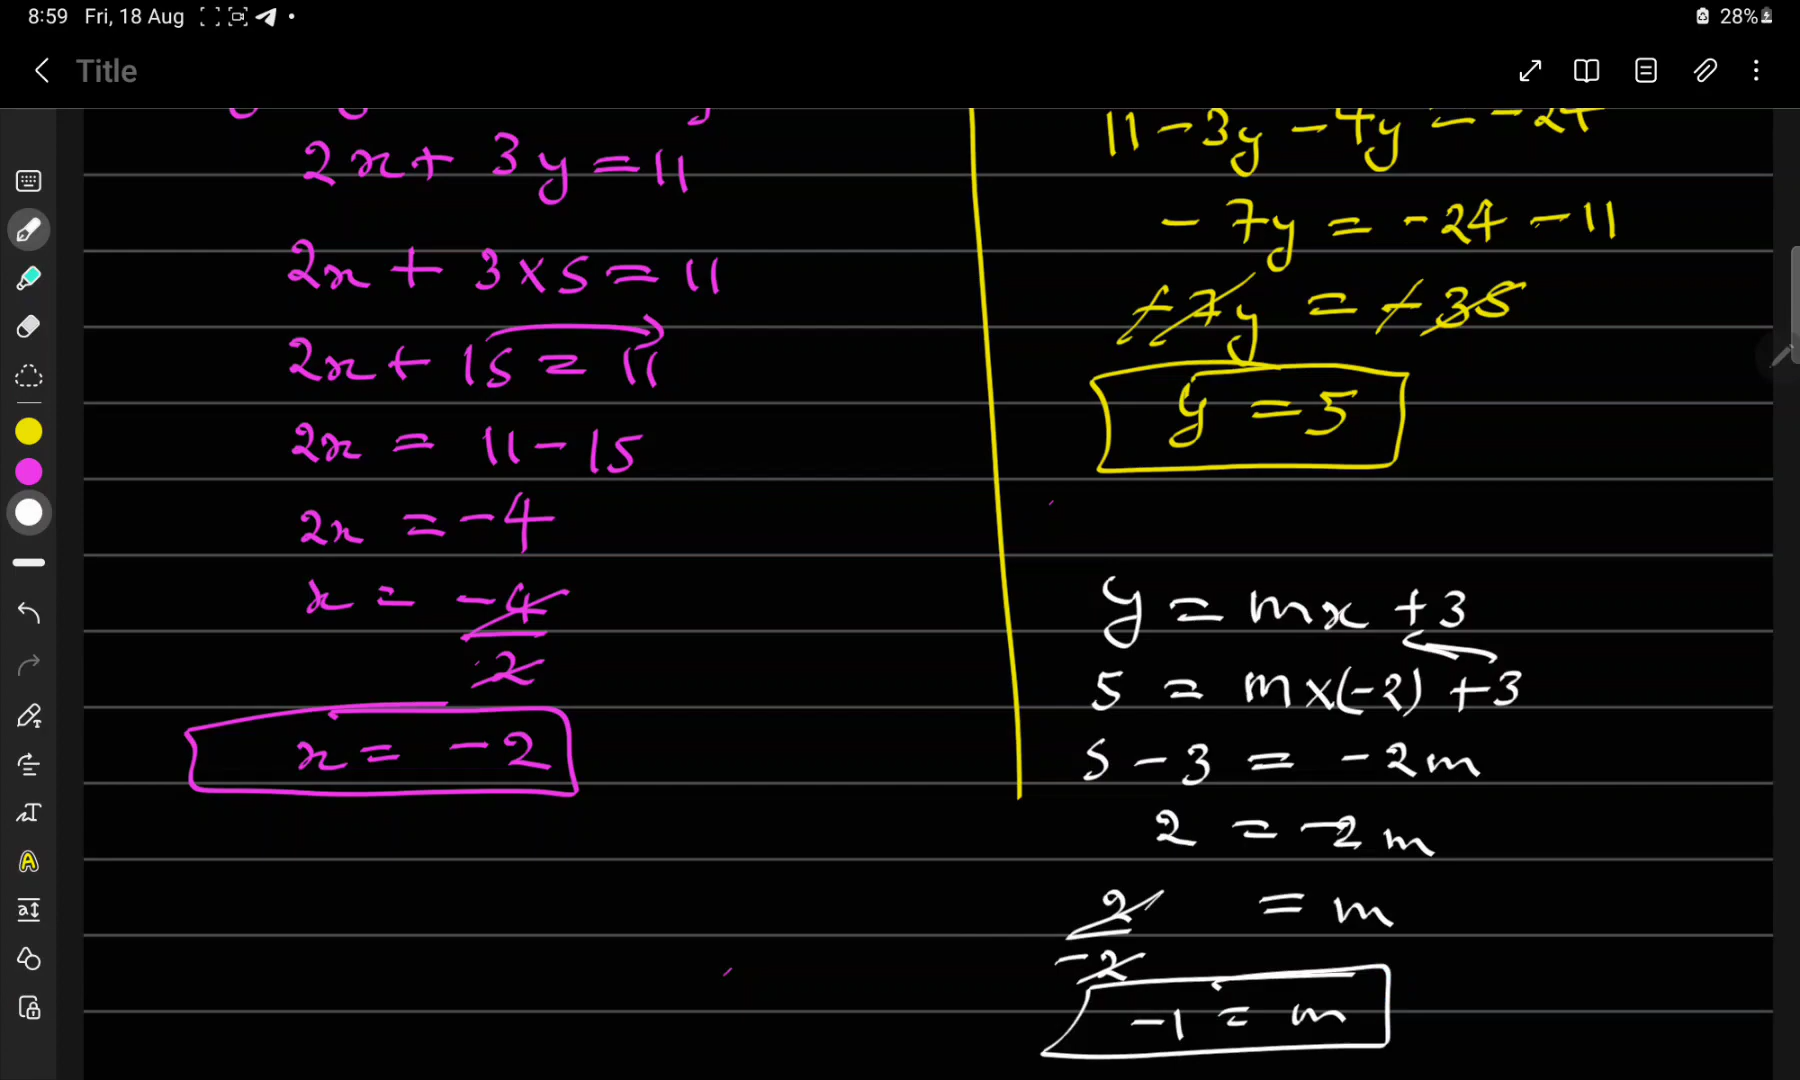 8:59 Fri, 18 Aug
28%
Title
2x + 3y = 11
2x + 3 × 5 = 11
2x + 15 = 11
2x = 11 - 15
2x = -4
x = -4
2
x = -2
11 - 3y - 4y = -24
-7y = -24 - 11
-7y = -35
y = 5
y = mx + 3
5 = m × (-2) + 3
5 - 3 = -2m
2 = -2m
2 = m
-2
-1 = m